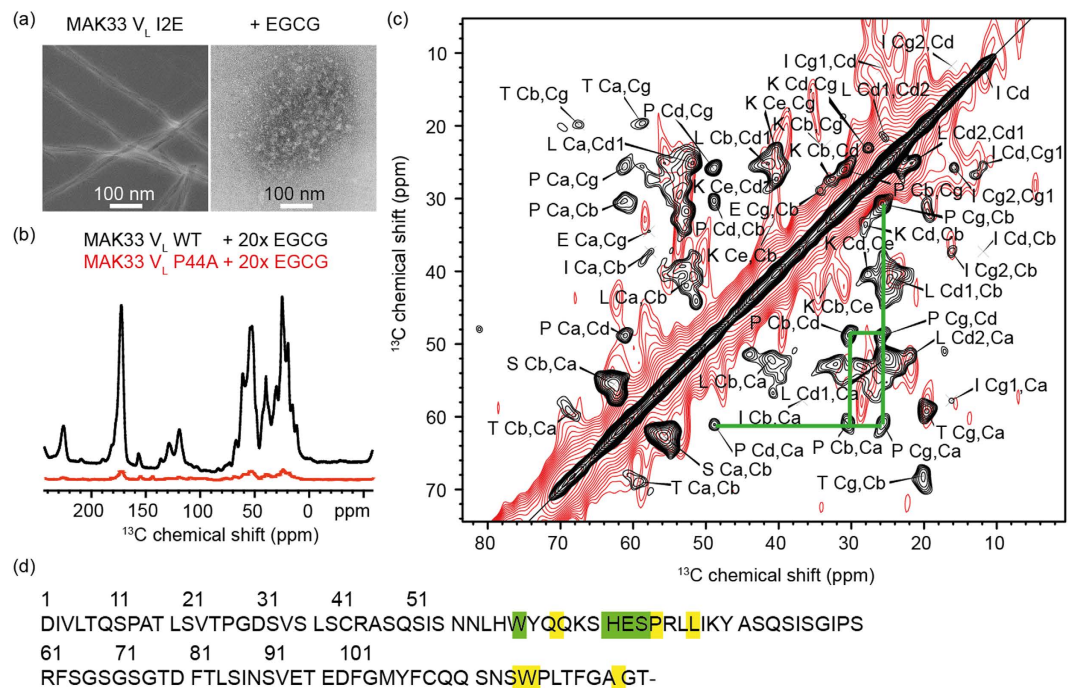 (a) MAK33 VL I2E + EGCG
100 nm 100 nm
(b) MAK33 VL WT + 20x EGCG
MAK33 VL P44A + 20x EGCG
200 150 100 50 0 ppm
13C chemical shift (ppm)
(c)
13C chemical shift (ppm)
10
20
30
40
50
60
70
80 70 60 50 40 30 20 10
13C chemical shift (ppm)
I Cg2,Cd
I Cg1,Cd
K Cd,Cg
L Cd1,Cd2
I Cd
T Cb,Cg
T Ca,Cg
P Cd,Cg
K Ce,Cg
K Cb,Cg
L Cb,Cd1
L Cd2,Cd1
L Ca,Cd1
K Cb,Cd
I Cd,Cg1
P Ca,Cg
K Ce,Cd2
P Cb,Cg
I Cg2,Cg1
P Ca,Cb
E Cg,Cb
P Cd,Cb
P Cg,Cb
E Ca,Cg
K Cd,Cb
I Cd,Cb
K Ce,Cb
K Cd,Ce
I Ca,Cb
I Cg2,Cb
L Ca,Cb
K Cb,Ce
L Cd1,Cb
P Ca,Cd
P Cb,Cd
P Cg,Cd
L Cd2,Ca
S Cb,Ca
L Cb,Ca
L Cd1,Ca
I Cg1,Ca
T Cb,Ca
I Cb,Ca
T Cg,Ca
P Cd,Ca
P Cb,Ca
P Cg,Ca
S Ca,Cb
T Ca,Cb
T Cg,Cb
(d)
1 11 21 31 41 51
DIVLTQSPAT LSVTPGDSVS LSCRASQSIS NNLHWYQQKS HESPRLLIKY ASQSISGIPS
61 71 81 91 101
RFSGSGSGTD FTLSINSVET EDFGMYFCQQ SNSWPLTFGA GT-